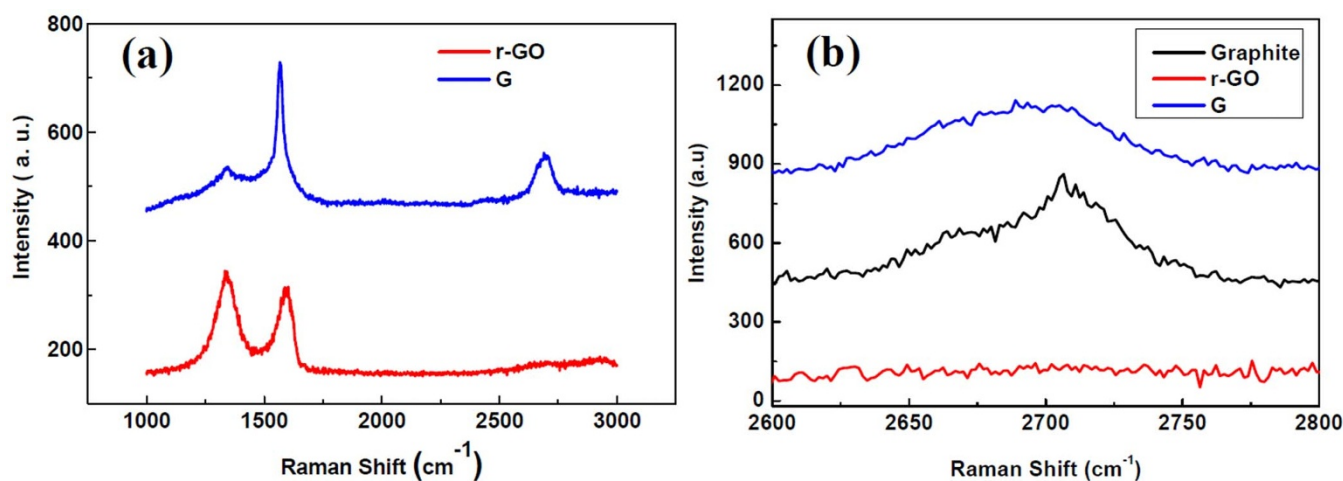 (a)
r-GO
G
800
600
400
200
Intensity ( a. u.)
1000 1500 2000 2500 3000
Raman Shift (cm⁻¹)
(b)
Graphite
r-GO
G
1200
900
600
300
0
Intensity (a.u)
2600 2650 2700 2750 2800
Raman Shift (cm⁻¹)